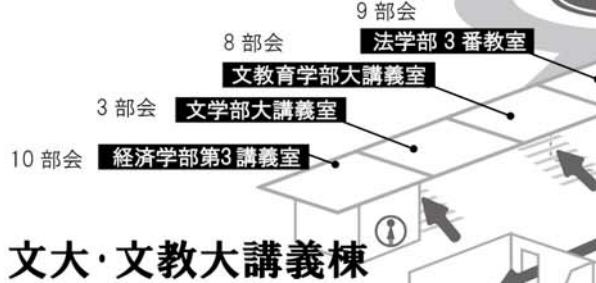 9 部会
法学部 3 番教室
8 部会
文教育学部大講義室
3 部会
文学部大講義室
10 部会
経済学部第3講義室
文大・文教大講義棟